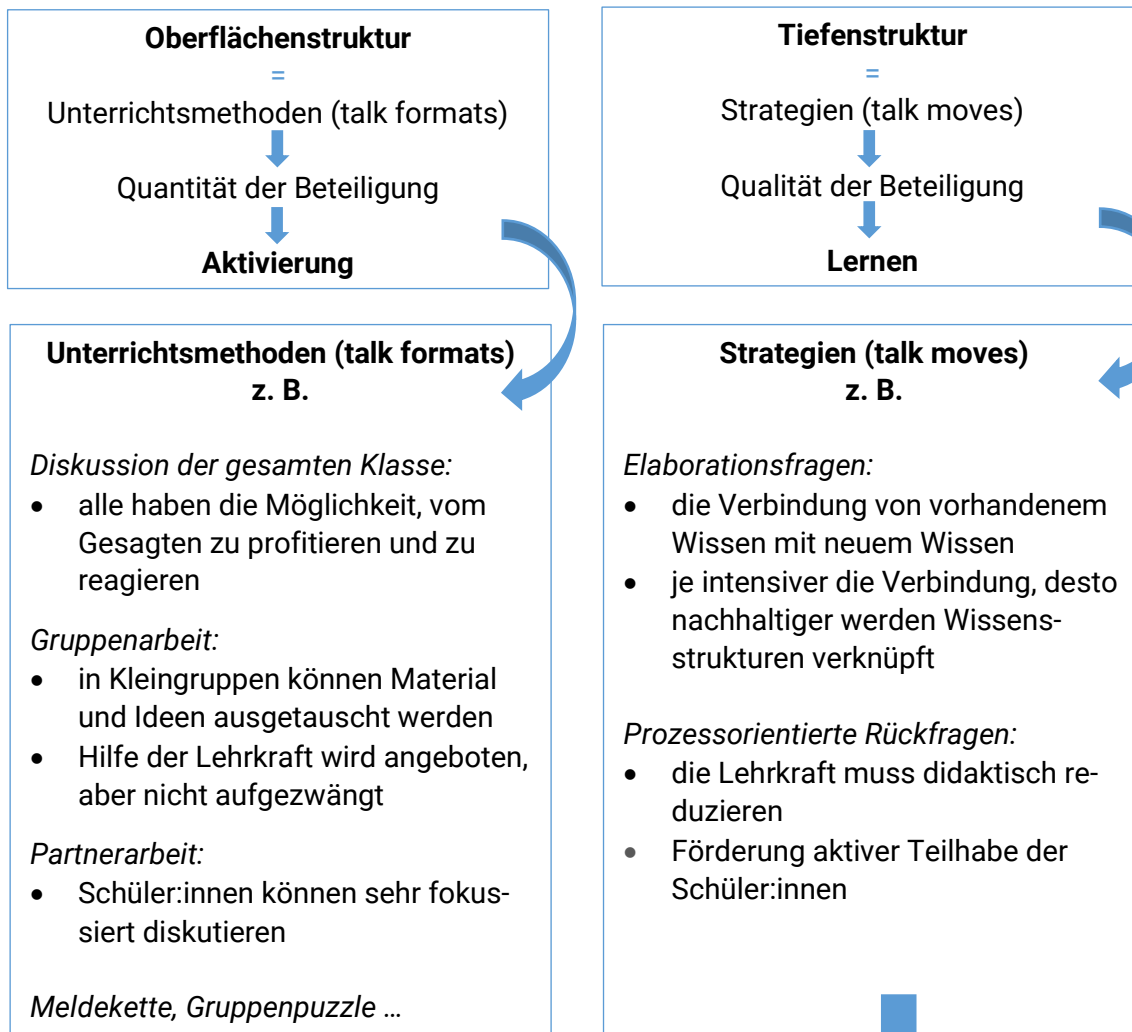 Oberflächenstruktur
=
Unterrichtsmethoden (talk formats)
Quantität der Beteiligung
Aktivierung
Tiefenstruktur
=
Strategien (talk moves)
Qualität der Beteiligung
Lernen
Unterrichtsmethoden (talk formats)
z. B.
Diskussion der gesamten Klasse:
• alle haben die Möglichkeit, vom
Gesagten zu profitieren und zu
reagieren
Gruppenarbeit:
• in Kleingruppen können Material
und Ideen ausgetauscht werden
• Hilfe der Lehrkraft wird angeboten,
aber nicht aufgezwängt
Partnerarbeit:
• Schüler:innen können sehr fokus-
siert diskutieren
Meldekette, Gruppenpuzzle …
Strategien (talk moves)
z. B.
Elaborationsfragen:
• die Verbindung von vorhandenem
Wissen mit neuem Wissen
• je intensiver die Verbindung, desto
nachhaltiger werden Wissens-
strukturen verknüpft
Prozessorientierte Rückfragen:
• die Lehrkraft muss didaktisch re-
duzieren
• Förderung aktiver Teilhabe der
Schüler:innen